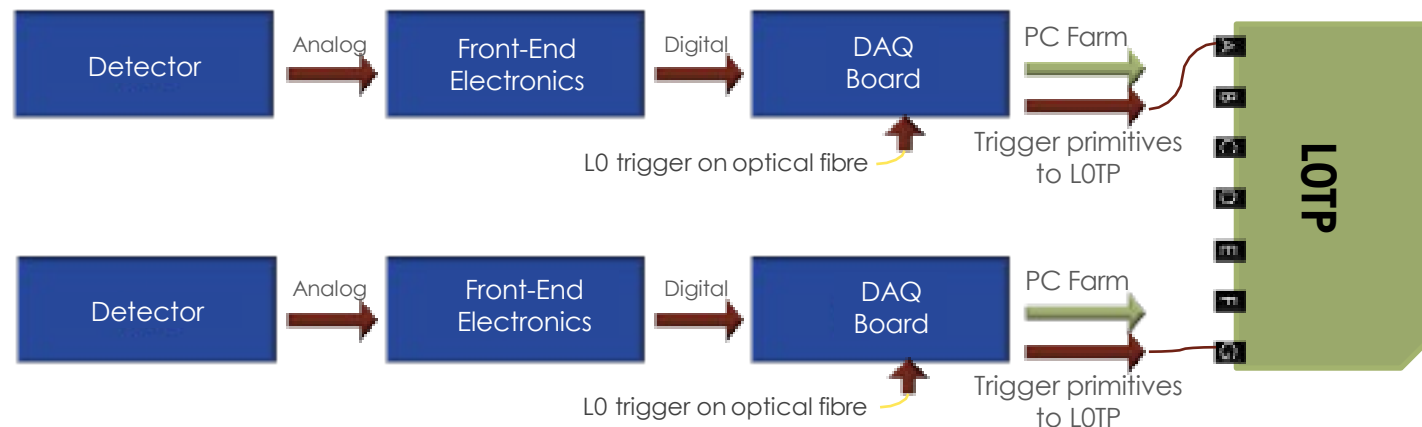 Detector
Analog
Front-End
Electronics
Digital
DAQ
Board
PC Farm
Trigger primitives
to L0TP
L0 trigger on optical fibre
Detector
Analog
Front-End
Electronics
Digital
DAQ
Board
PC Farm
Trigger primitives
to L0TP
L0 trigger on optical fibre
A
B
C
D
E
F
G
L0TP